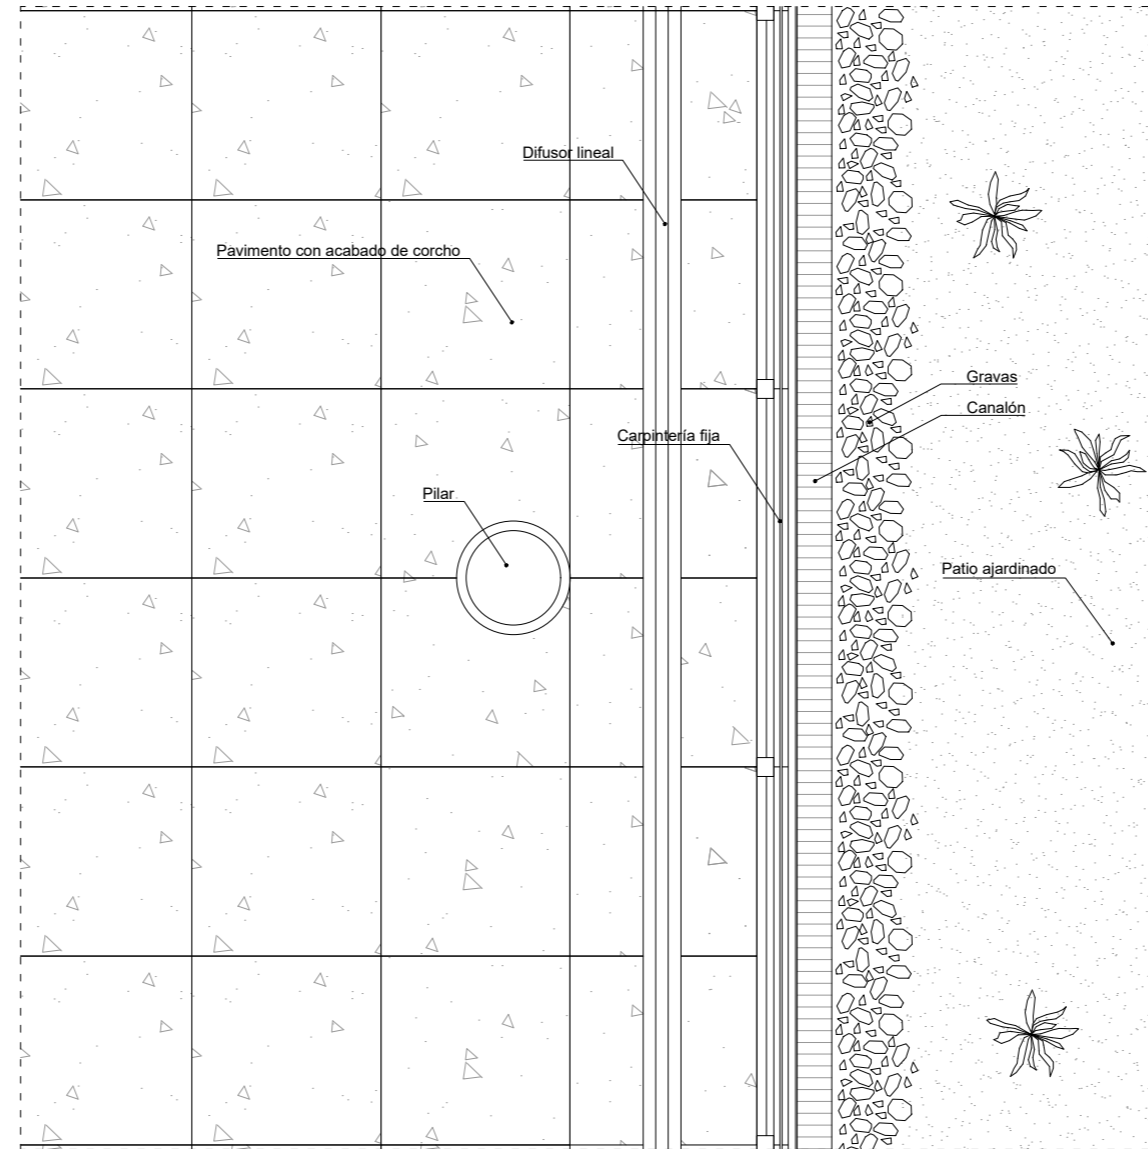 Difusor lineal
Pavimento con acabado de corcho
Gravas
Canalón
Carpintería fija
Pilar
Patio ajardinado